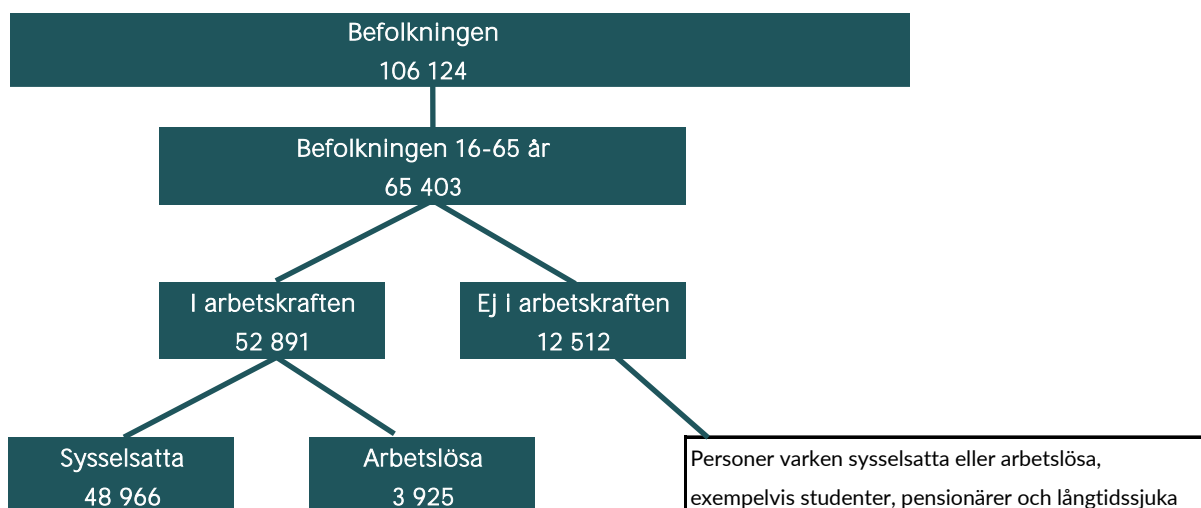 Befolkningen
106 124
Befolkningen 16-65 år
65 403
I arbetskraften
52 891
Ej i arbetskraften
12 512
Sysselsatta
48 966
Arbetslösa
3 925
Personer varken sysselsatta eller arbetslösa,
exempelvis studenter, pensionärer och långtidssjuka